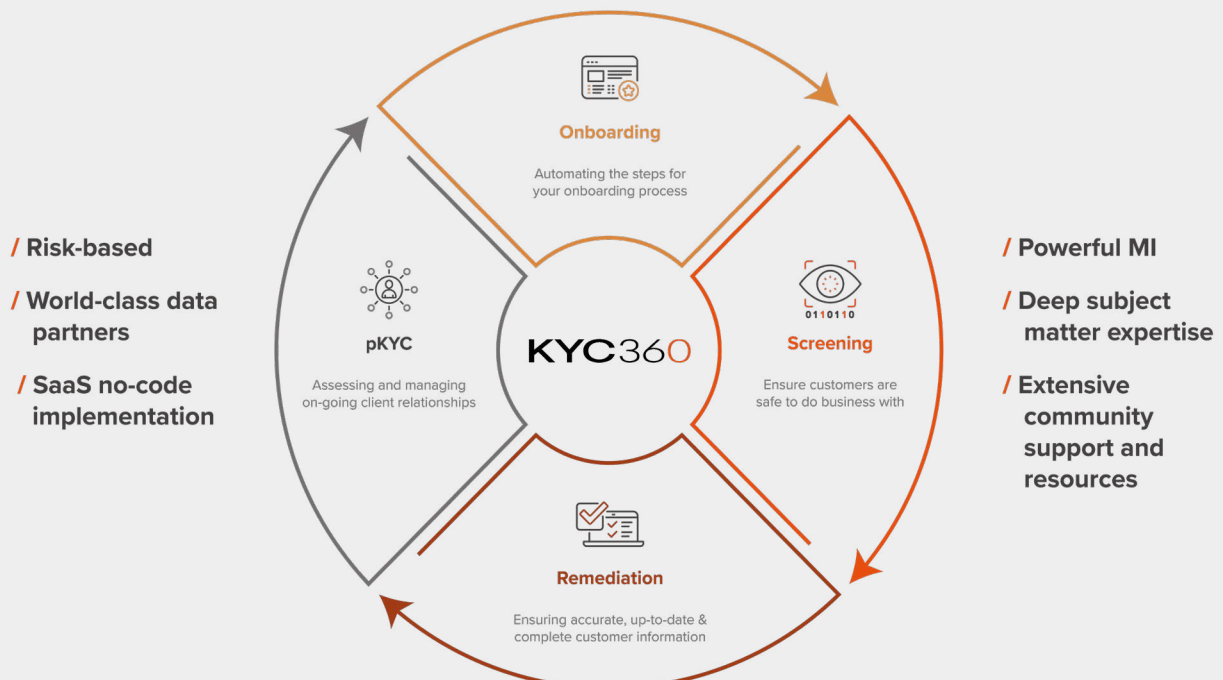 Onboarding
Automating the steps for
your onboarding process
/ Risk-based
/ World-class data
partners
/ SaaS no-code
implementation
pKYC
Assessing and managing
on-going client relationships
KYC360
0110110
Screening
Ensure customers are
safe to do business with
/ Powerful MI
/ Deep subject
matter expertise
/ Extensive
community
support and
resources
Remediation
Ensuring accurate, up-to-date &
complete customer information